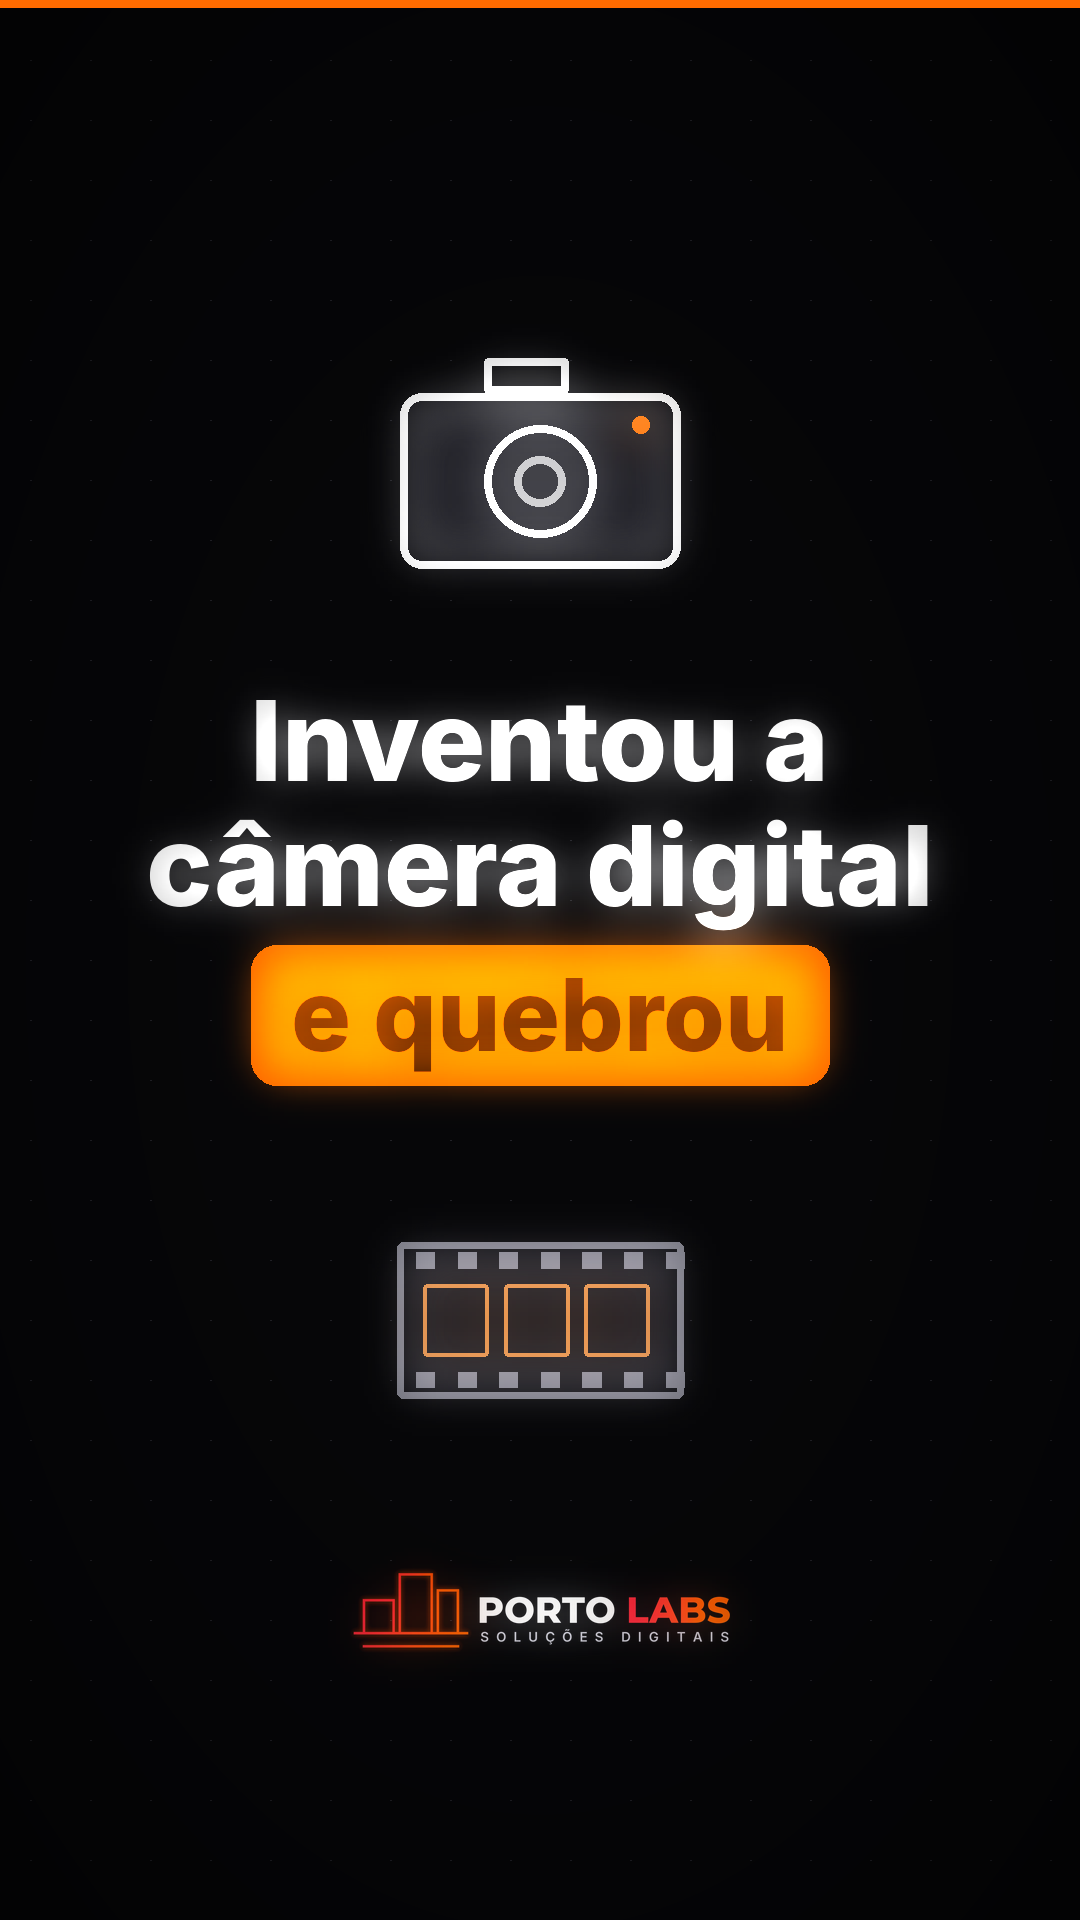 Inventou a
câmera digital
e quebrou
PORTO LABS
SOLUÇÕES DIGITAIS